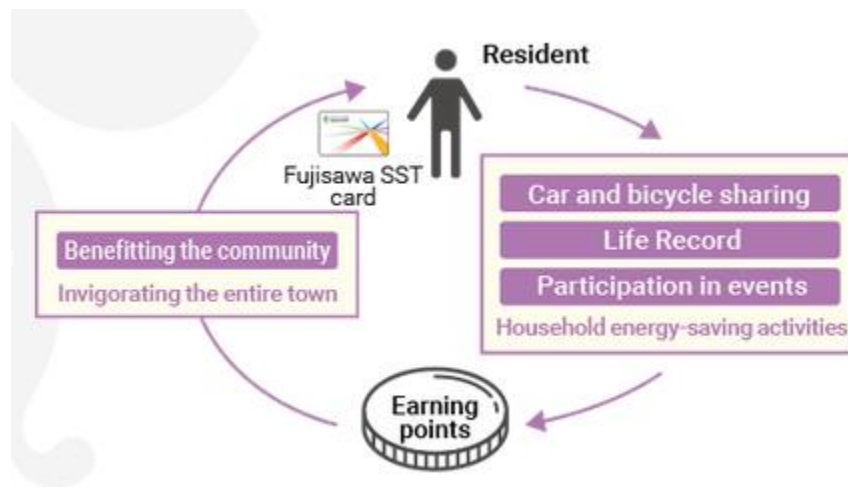 Resident
Fujisawa SST
card
Car and bicycle sharing
Life Record
Participation in events
Household energy-saving activities
Benefitting the community
Invigorating the entire town
Earning
points